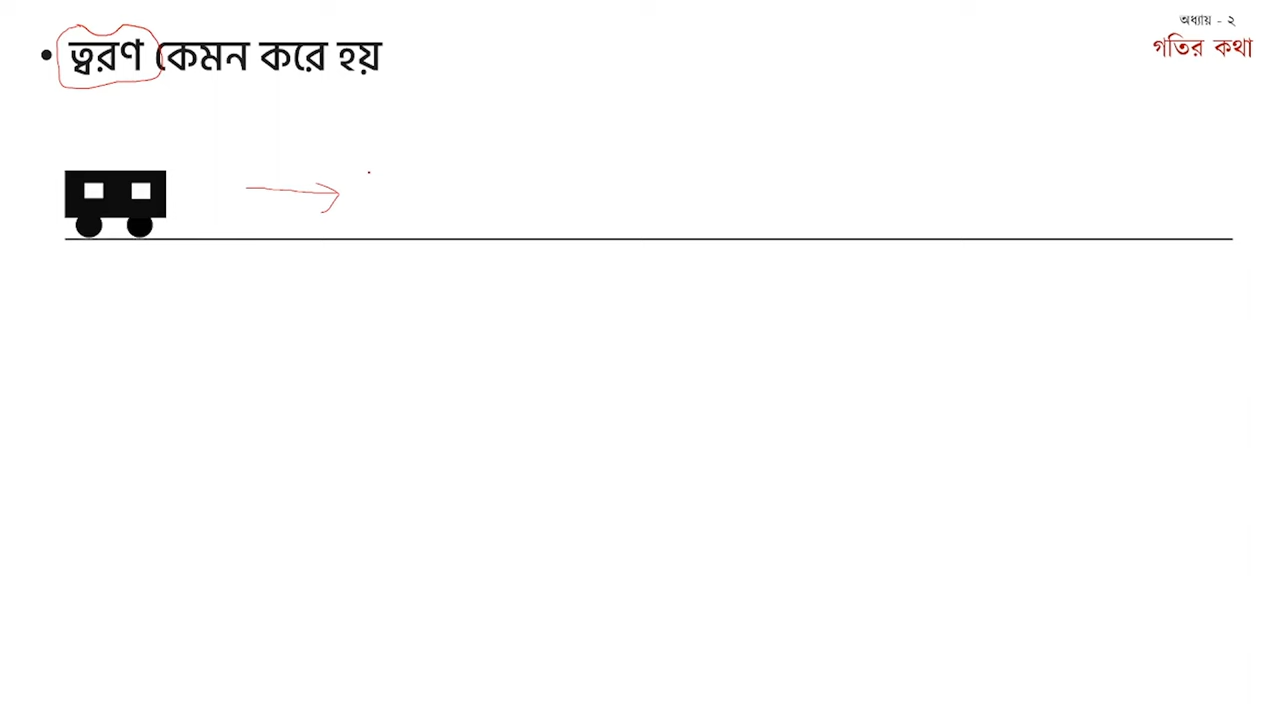 অধ্যায় - ২
গতির কথা
• ত্বরণ কেমন করে হয়